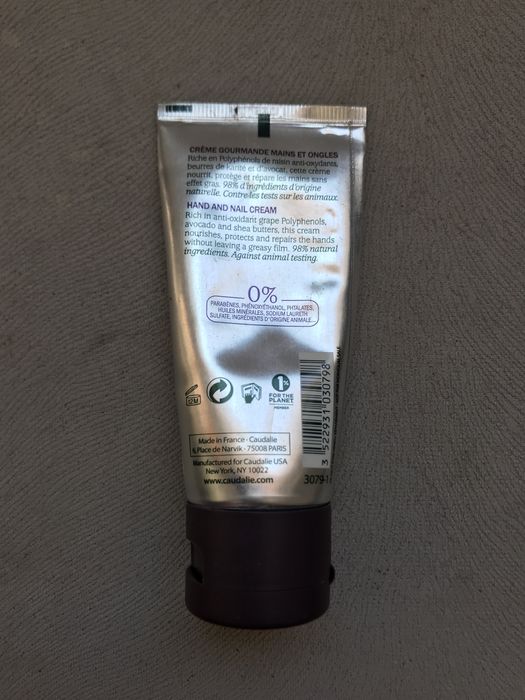 CRÈME GOURMANDE MAINS ET ONGLES
Riche en Polyphénols de raisin anti-oxydants,
beurres de karité et d'avocat, cette crème
nourrit, protège et répare les mains sans
effet gras. 98% d'ingrédients d'origine
naturelle. Contre les tests sur les animaux.
HAND AND NAIL CREAM
Rich in anti-oxidant grape Polyphenols,
avocado and shea butters, this cream
nourishes, protects and repairs the hands
without leaving a greasy film. 98% natural
ingredients. Against animal testing.
0%
PARABÈNES, PHÉNOXYÉTHANOL, PHTALATES,
HUILES MINÉRALES, SODIUM LAURETH
SULFATE, INGRÉDIENTS D'ORIGINE ANIMALE...
1%
FOR THE
PLANET
MEMBER
Made in France - Caudalie
6, Place de Narvik - 75008 PARIS
Manufactured for Caudalie USA
New York, NY 10022
www.caudalie.com
3 522931 030798
3079-1